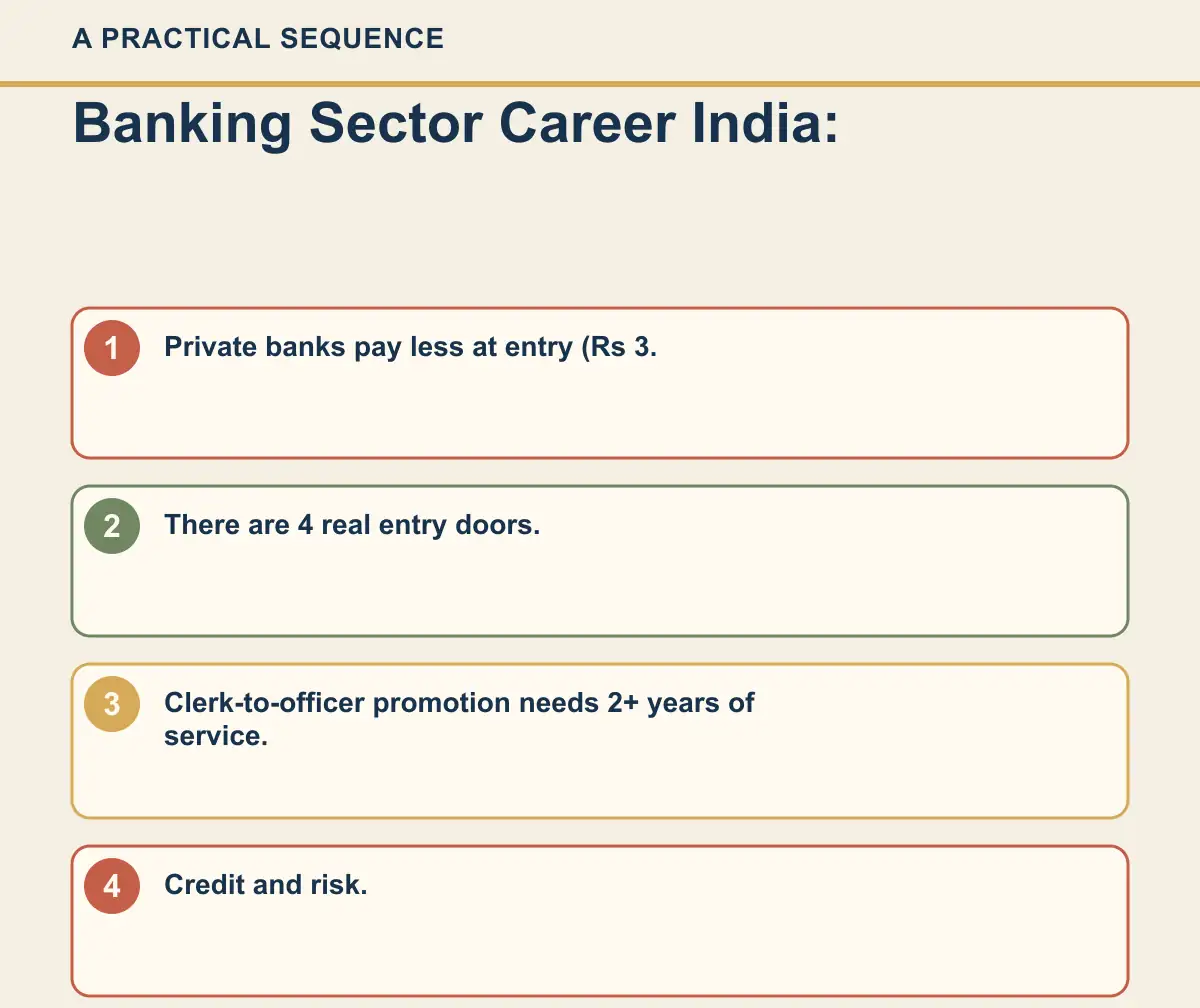 A PRACTICAL SEQUENCE
Banking Sector Career India:
1
Private banks pay less at entry (Rs 3.
2
There are 4 real entry doors.
3
Clerk-to-officer promotion needs 2+ years of
service.
4
Credit and risk.